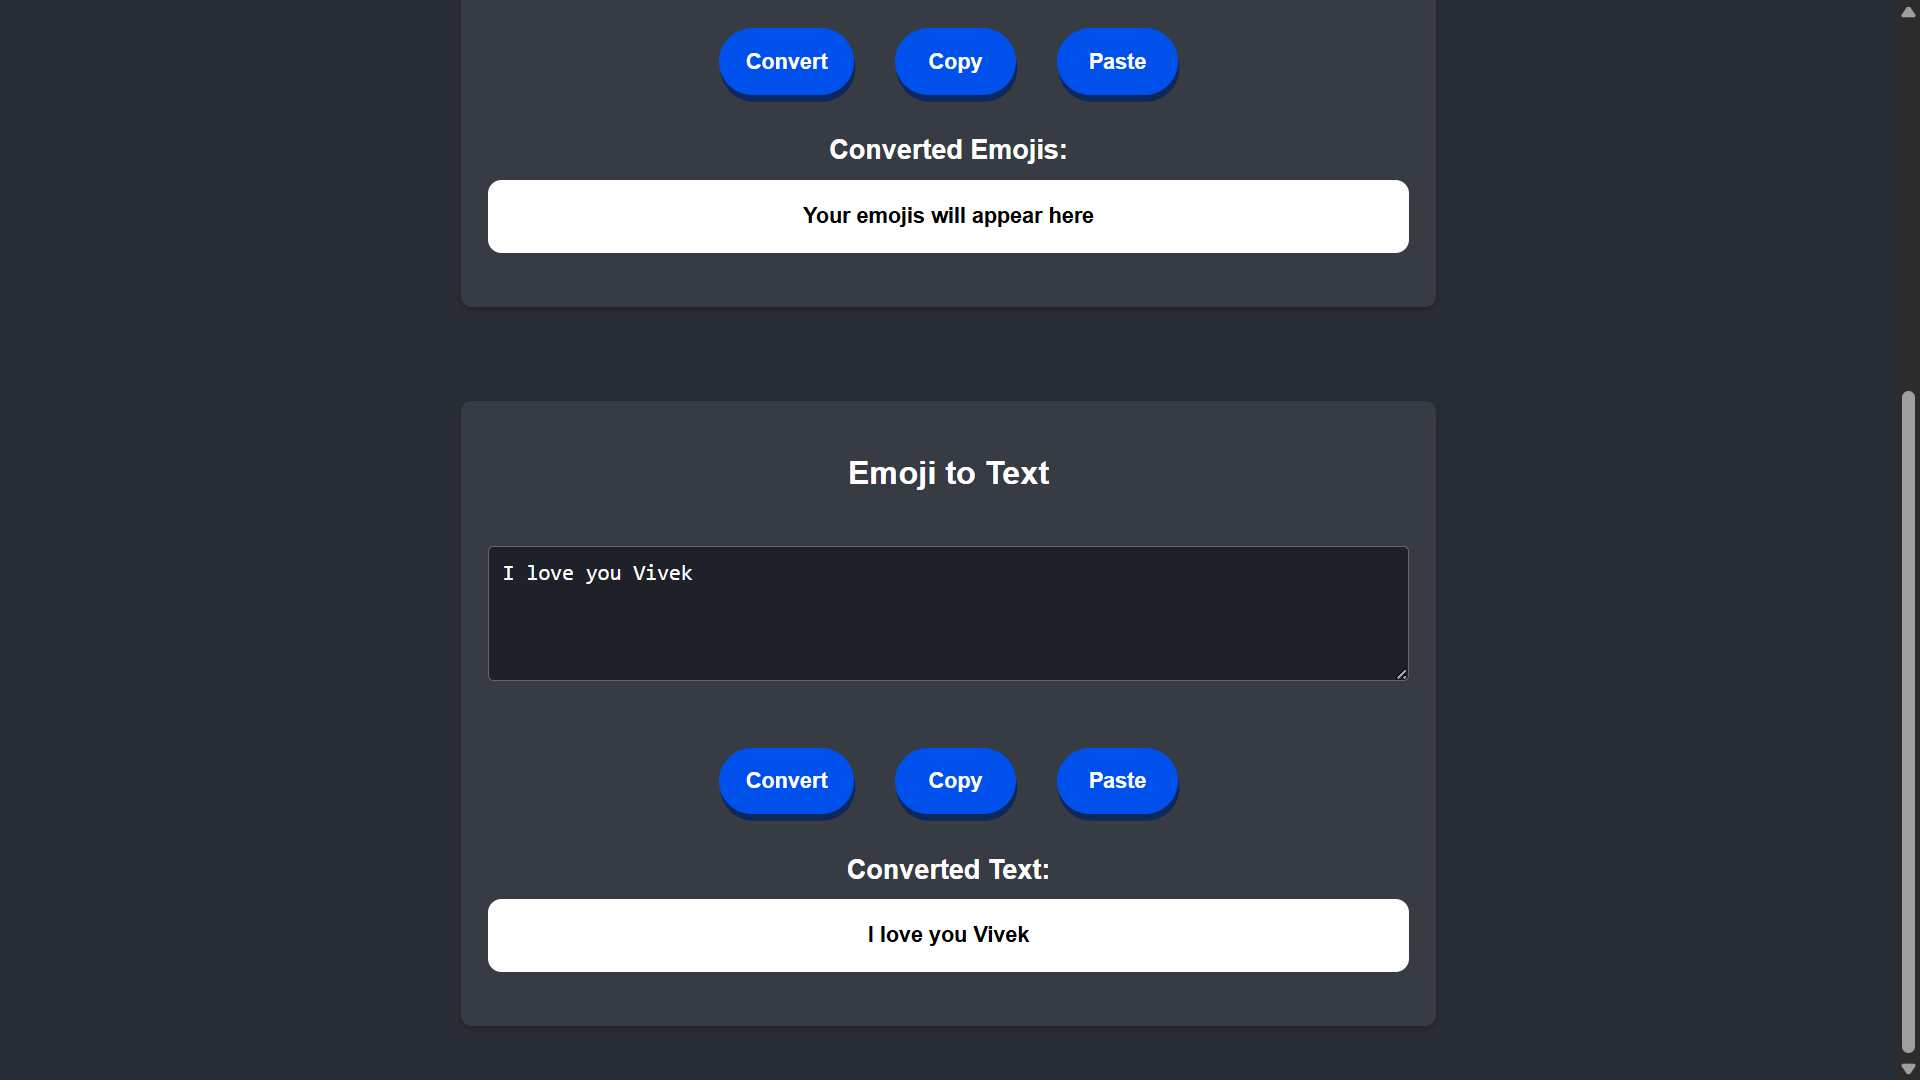 Convert Copy Paste
Converted Emojis:
Your emojis will appear here
Emoji to Text
I love you Vivek
Convert Copy Paste
Converted Text:
I love you Vivek